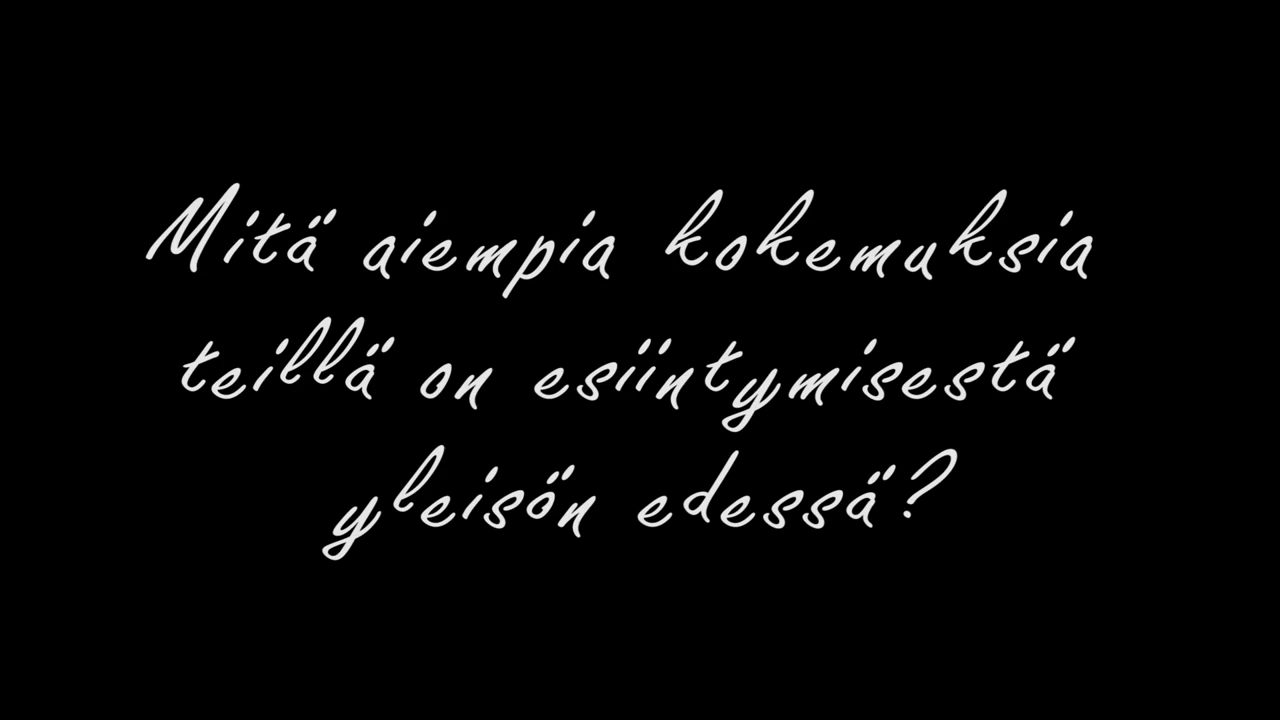 Mitä aiempia kokemuksia
teillä on esiintymisestä
yleisön edessä?